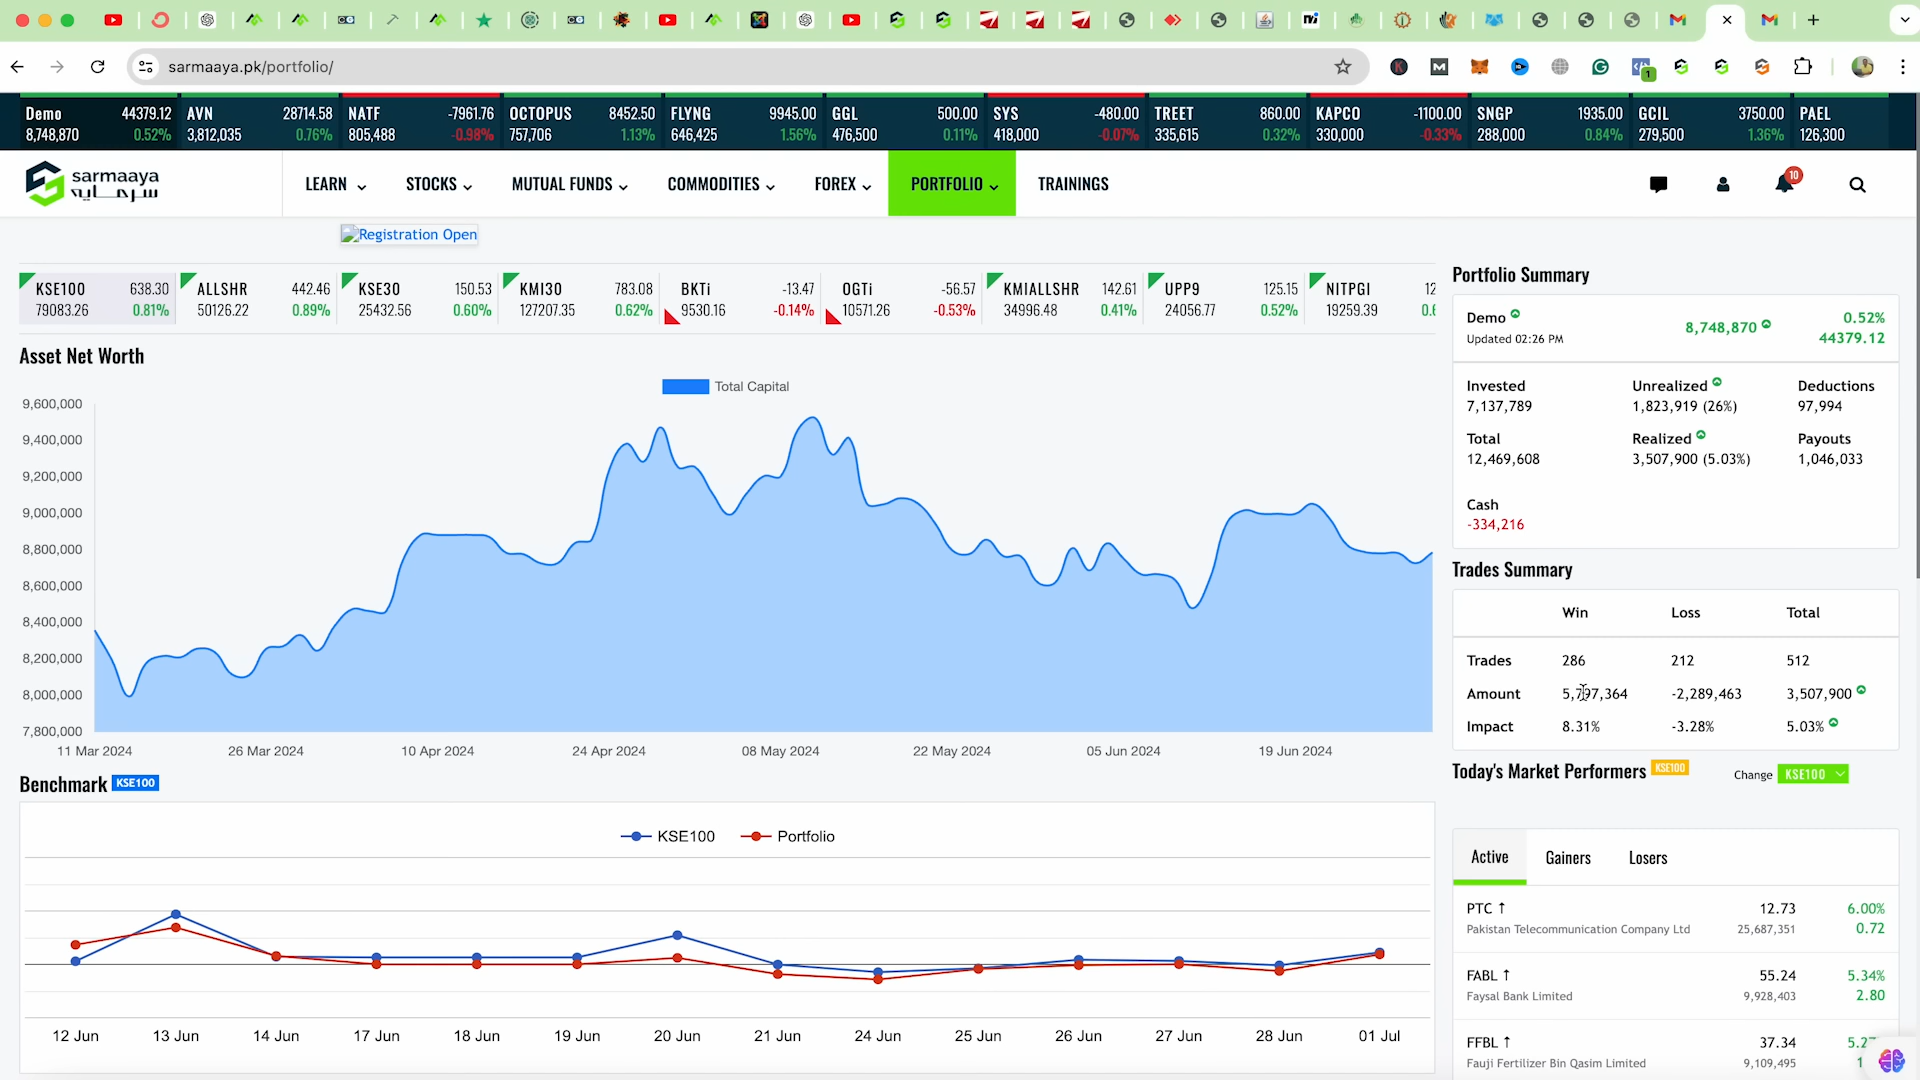 sarmaaya.pk/portfolio/
1
Demo 44379.12
8,748,870 0.52%
AVN 28714.58
3,812,035 0.76%
NATF -7961.76
805,488 -0.98%
OCTOPUS 8452.50
757,706 1.13%
FLYNG 9945.00
646,425 1.56%
GGL 500.00
476,500 0.11%
SYS -480.00
418,000 -0.07%
TREET 860.00
335,615 0.32%
KAPCO -1100.00
330,000 -0.33%
SNGP 1935.00
288,000 0.84%
GCIL 3750.00
279,500 1.36%
PAEL
126,300
sarmaaya
سرمایہ
LEARN
STOCKS
MUTUAL FUNDS
COMMODITIES
FOREX
PORTFOLIO
TRAININGS
10
Registration Open
KSE100 638.30
79083.26 0.81%
ALLSHR 442.46
50126.22 0.89%
KSE30 150.53
25432.56 0.60%
KMI30 783.08
127207.35 0.62%
BKTi -13.47
9530.16 -0.14%
OGTi -56.57
10571.26 -0.53%
KMIALLSHR 142.61
34996.48 0.41%
UPP9 125.15
24056.77 0.52%
NITPGI
19259.39
Asset Net Worth
Total Capital
9,600,000
9,400,000
9,200,000
9,000,000
8,800,000
8,600,000
8,400,000
8,200,000
8,000,000
7,800,000
11 Mar 2024 26 Mar 2024 10 Apr 2024 24 Apr 2024 08 May 2024 22 May 2024 05 Jun 2024 19 Jun 2024
Benchmark KSE100
KSE100 Portfolio
12 Jun 13 Jun 14 Jun 17 Jun 18 Jun 19 Jun 20 Jun 21 Jun 24 Jun 25 Jun 26 Jun 27 Jun 28 Jun 01 Jul
Portfolio Summary
Demo 8,748,870 0.52%
Updated 02:26 PM 44379.12
Invested Unrealized Deductions
7,137,789 1,823,919 (26%) 97,994
Total Realized Payouts
12,469,608 3,507,900 (5.03%) 1,046,033
Cash
-334,216
Trades Summary
Win Loss Total
Trades 286 212 512
Amount 5,797,364 -2,289,463 3,507,900
Impact 8.31% -3.28% 5.03%
Today's Market Performers KSE100 Change KSE100
Active Gainers Losers
PTC ↑ 12.73 6.00%
Pakistan Telecommunication Company Ltd 25,687,351 0.72
FABL ↑ 55.24 5.34%
Faysal Bank Limited 9,928,403 2.80
FFBL ↑ 37.34
Fauji Fertilizer Bin Qasim Limited 9,109,495